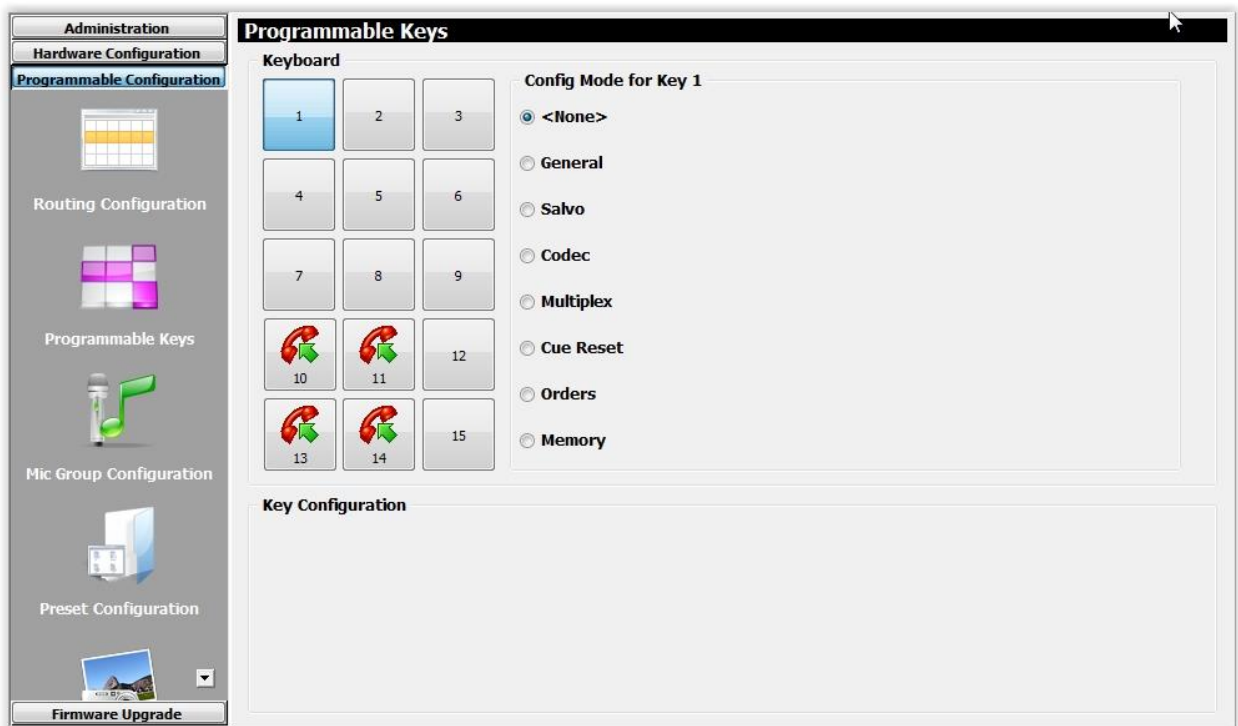 Administration
Hardware Configuration
Programmable Configuration
Routing Configuration
Programmable Keys
Mic Group Configuration
Preset Configuration
Firmware Upgrade
Programmable Keys
Keyboard
1 2 3
4 5 6
7 8 9
10 11 12
13 14 15
Config Mode for Key 1
<None>
General
Salvo
Codec
Multiplex
Cue Reset
Orders
Memory
Key Configuration